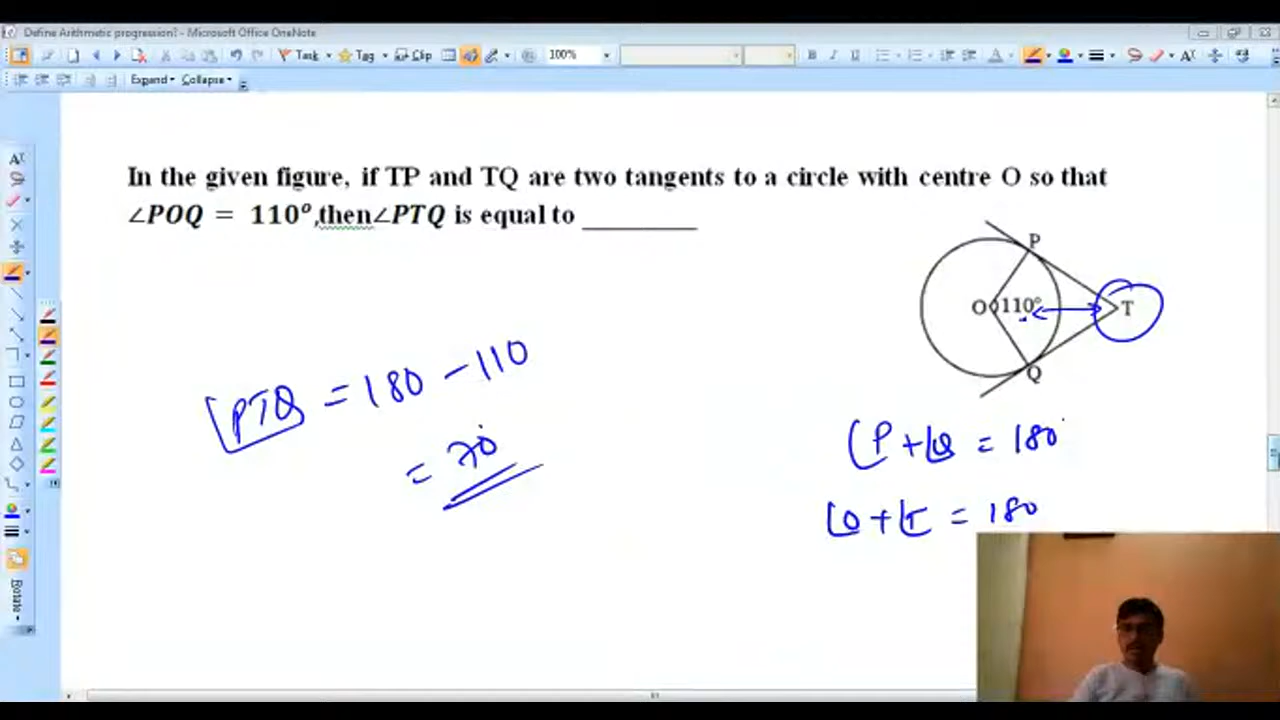 Define Arithmetic progression? - Microsoft OneNote
Task Tag Clip 100% B I U
Expand Collapse
In the given figure, if TP and TQ are two tangents to a circle with centre O so that
∠POQ = 110°,then∠PTQ is equal to ________
P
O 110° T
Q
∠PTQ = 180 - 110
= 70°
∠P + ∠Q = 180°
∠O + ∠T = 180
Rotate